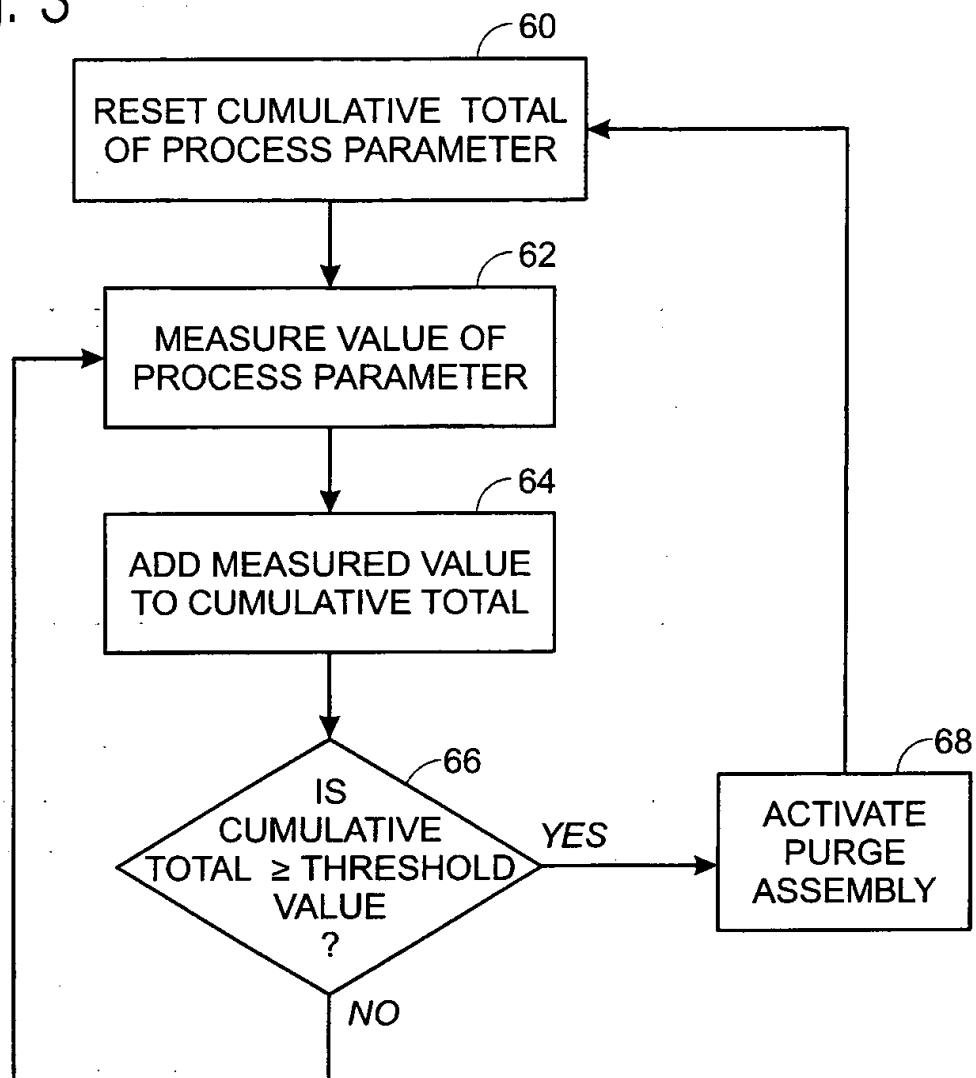 . 3
60
RESET CUMULATIVE TOTAL
OF PROCESS PARAMETER
62
MEASURE VALUE OF
PROCESS PARAMETER
64
ADD MEASURED VALUE
TO CUMULATIVE TOTAL
66
IS
CUMULATIVE
TOTAL ≥ THRESHOLD
VALUE
?
YES
68
ACTIVATE
PURGE
ASSEMBLY
NO